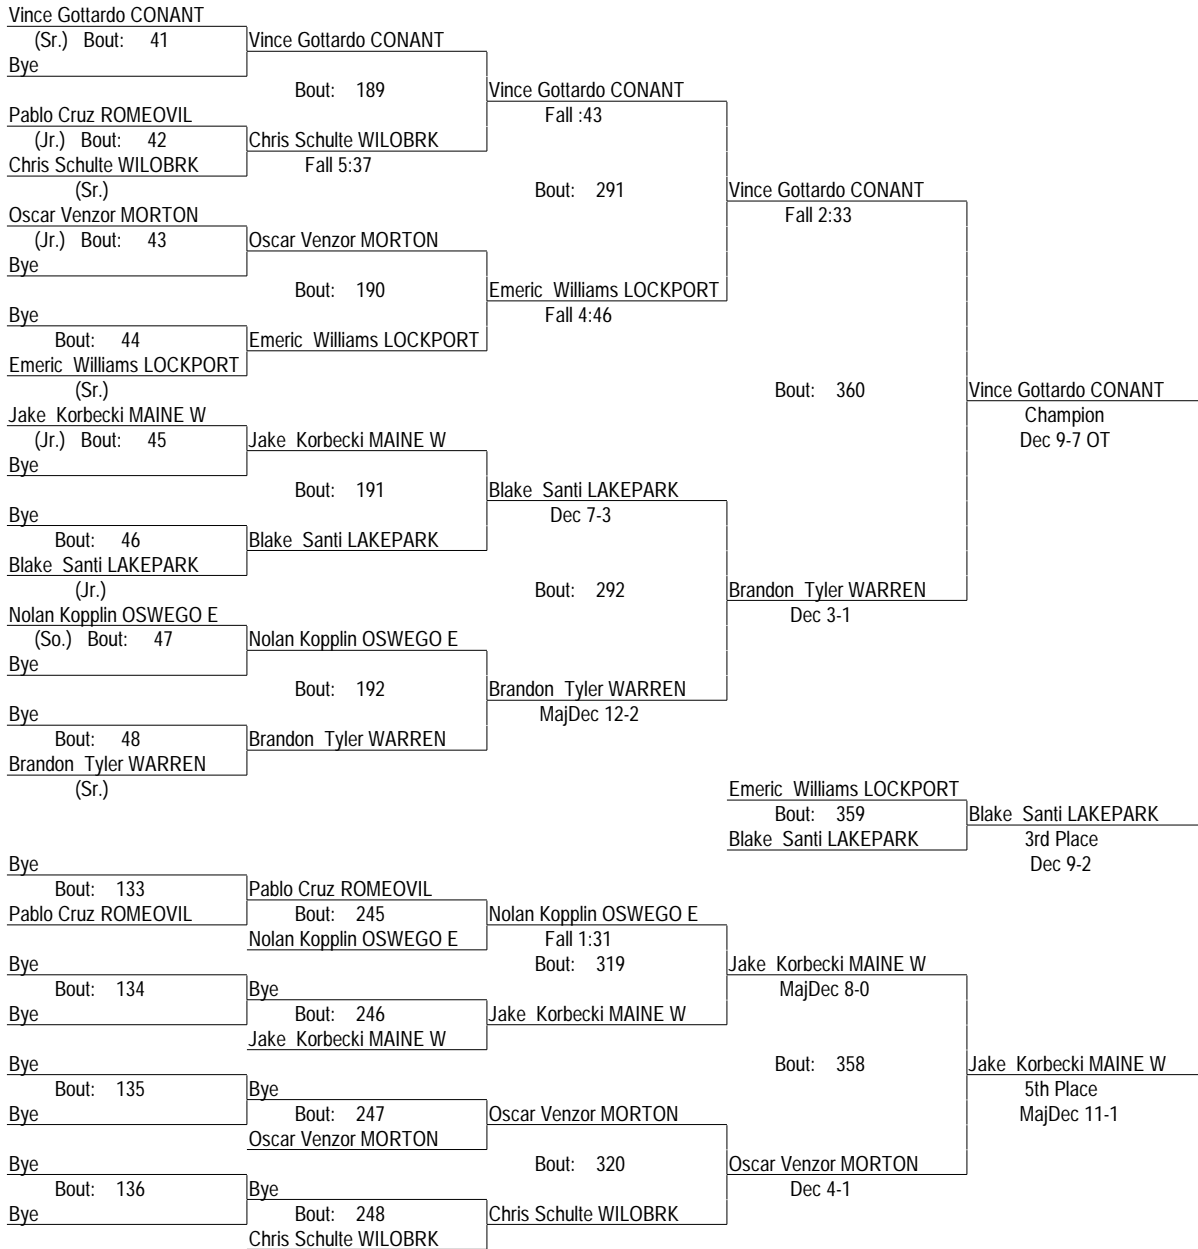 Vince Gottardo CONANT
(Sr.) Bout: 41 Vince Gottardo CONANT
Bye
Bout: 189 Vince Gottardo CONANT
Pablo Cruz ROMEOVIL Fall :43
(Jr.) Bout: 42 Chris Schulte WILOBRK
Chris Schulte WILOBRK Fall 5:37
(Sr.) Bout: 291 Vince Gottardo CONANT
Oscar Venzor MORTON Fall 2:33
(Jr.) Bout: 43 Oscar Venzor MORTON
Bye
Bout: 190 Emeric Williams LOCKPORT
Bye Fall 4:46
Bout: 44 Emeric Williams LOCKPORT
Emeric Williams LOCKPORT
(Sr.) Bout: 360 Vince Gottardo CONANT
Jake Korbecki MAINE W Champion
(Jr.) Bout: 45 Jake Korbecki MAINE W Dec 9-7 OT
Bye
Bout: 191 Blake Santi LAKEPARK
Bye Dec 7-3
Bout: 46 Blake Santi LAKEPARK
Blake Santi LAKEPARK
(Jr.) Bout: 292 Brandon Tyler WARREN
Nolan Kopplin OSWEGO E Dec 3-1
(So.) Bout: 47 Nolan Kopplin OSWEGO E
Bye
Bout: 192 Brandon Tyler WARREN
Bye MajDec 12-2
Bout: 48 Brandon Tyler WARREN
Brandon Tyler WARREN
(Sr.) Emeric Williams LOCKPORT
Bout: 359 Blake Santi LAKEPARK
Blake Santi LAKEPARK 3rd Place
Bye Dec 9-2
Bout: 133 Pablo Cruz ROMEOVIL
Pablo Cruz ROMEOVIL Bout: 245 Nolan Kopplin OSWEGO E
Nolan Kopplin OSWEGO E Fall 1:31
Bye Bout: 319 Jake Korbecki MAINE W
Bout: 134 Bye MajDec 8-0
Bye Bout: 246 Jake Korbecki MAINE W
Jake Korbecki MAINE W
Bye Bout: 358 Jake Korbecki MAINE W
Bout: 135 Bye 5th Place
Bye Bout: 247 Oscar Venzor MORTON MajDec 11-1
Oscar Venzor MORTON
Bye Bout: 320 Oscar Venzor MORTON
Bout: 136 Bye Dec 4-1
Bye Bout: 248 Chris Schulte WILOBRK
Chris Schulte WILOBRK